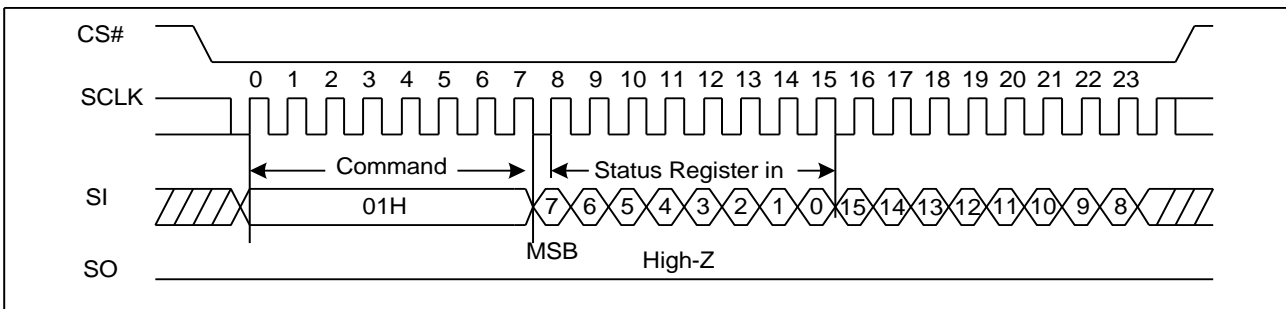 CS#
0 1 2 3 4 5 6 7 8 9 10 11 12 13 14 15 16 17 18 19 20 21 22 23
SCLK
Command Status Register in
SI 01H 7 6 5 4 3 2 1 0 15 14 13 12 11 10 9 8
MSB
SO High-Z